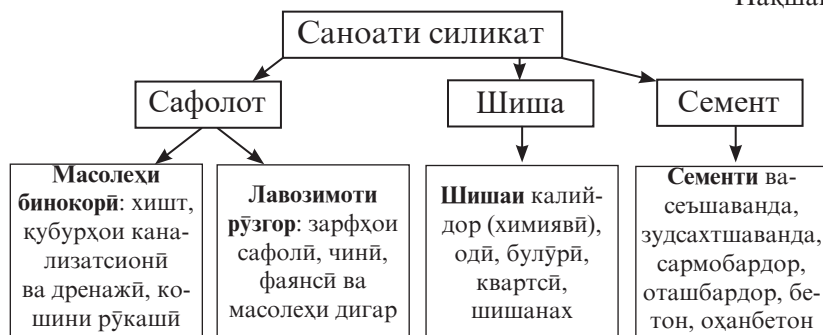 Саноати силикат
Сафолот
Шиша
Семент
Масолеҳи
бинокорӣ: хишт,
қубурҳои кана-
лизатсионӣ
ва дренажӣ, ко-
шини рӯкашӣ
Лавозимоти
рӯзгор: зарфҳои
сафолӣ, чинӣ,
фаянсӣ ва
масолеҳи дигар
Шишаи калий-
дор (химиявӣ),
одӣ, булӯрӣ,
квартсӣ,
шишанах
Сементи ва-
сеъшаванда,
зудсахтшаванда,
сармобардор,
оташбардор, бе-
тон, оҳанбетон